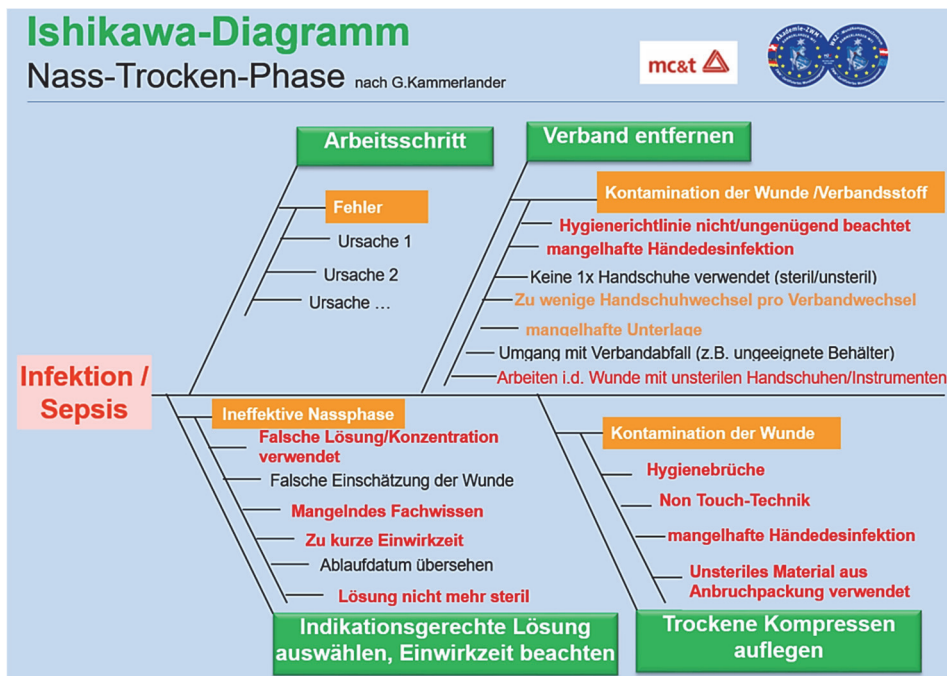 Ishikawa-Diagramm
Nass-Trocken-Phase nach G.Kammerlander
mc&t
Arbeitsschritt
Fehler
Ursache 1
Ursache 2
Ursache ...
Verband entfernen
Kontamination der Wunde /Verbandsstoff
Hygienerichtlinie nicht/ungenügend beachtet
mangelhafte Händedesinfektion
Keine 1x Handschuhe verwendet (steril/unsteril)
Zu wenige Handschuhwechsel pro Verbandwechsel
mangelhafte Unterlage
Umgang mit Verbandabfall (z.B. ungeeignete Behälter)
Arbeiten i.d. Wunde mit unsterilen Handschuhen/Instrumenten
Infektion /
Sepsis
Ineffektive Nassphase
Falsche Lösung/Konzentration
verwendet
Falsche Einschätzung der Wunde
Mangelndes Fachwissen
Zu kurze Einwirkzeit
Ablaufdatum übersehen
Lösung nicht mehr steril
Indikationsgerechte Lösung
auswählen, Einwirkzeit beachten
Kontamination der Wunde
Hygienebrüche
Non Touch-Technik
mangelhafte Händedesinfektion
Unsteriles Material aus
Anbruchpackung verwendet
Trockene Kompressen
auflegen